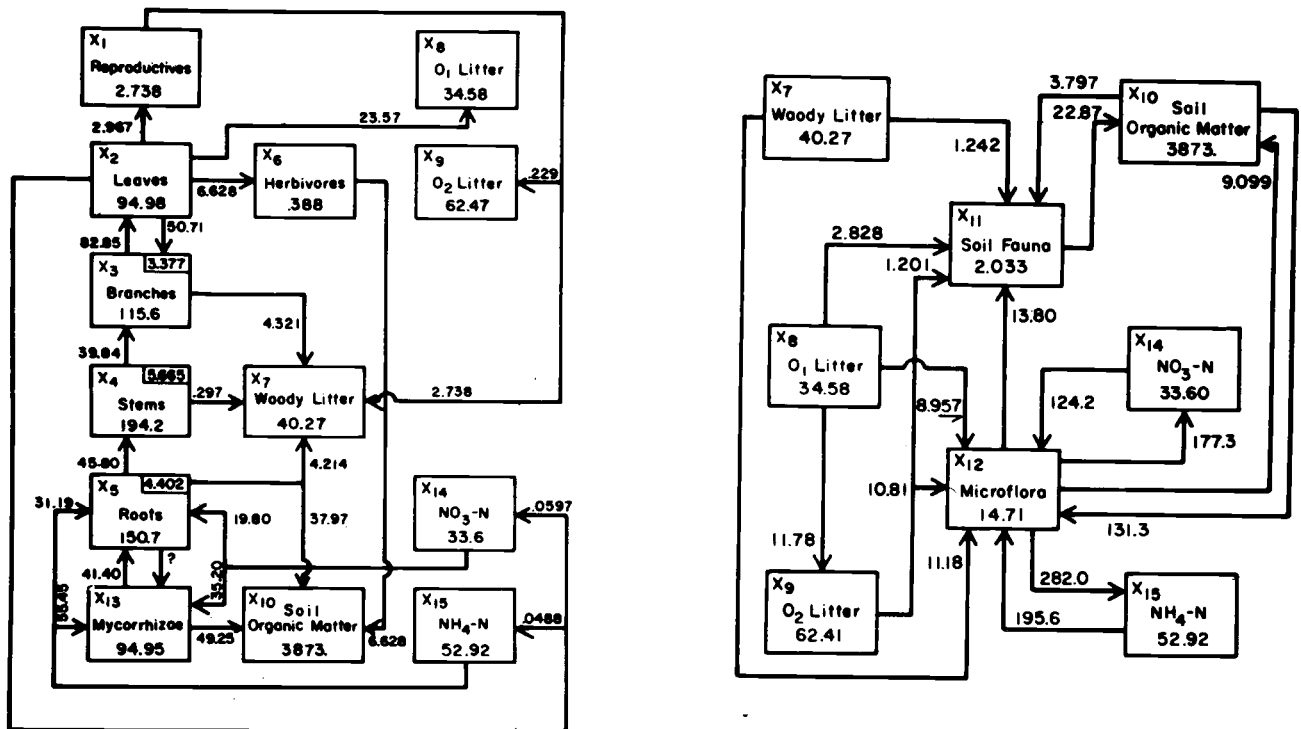 X1
Reproductives
2.738
2.967
X2
Leaves
94.98
23.57
6.628
X6
Herbivores
.388
X8
O1 Litter
34.58
X9
O2 Litter
62.47
.229
50.71
82.85
X3
3.377
Branches
115.6
4.321
39.84
X4
5.665
Stems
194.2
.297
X7
Woody Litter
40.27
2.738
45.80
X5
4.402
Roots
150.7
31.19
4.214
19.80
37.97
X14
NO3-N
33.6
.0597
?
41.40
35.20
X13
Mycorrhizae
94.95
49.25
X10
Soil
Organic Matter
3873.
6.628
X15
NH4-N
52.92
.0488
X7
Woody Litter
40.27
1.242
3.797
22.87
X10
Soil
Organic Matter
3873.
9.099
X11
Soil Fauna
2.033
2.828
1.201
13.80
X8
O1 Litter
34.58
8.957
X14
NO3-N
33.60
124.2
177.3
X12
Microflora
14.71
10.81
131.3
11.78
11.18
X9
O2 Litter
62.41
282.0
195.6
X15
NH4-N
52.92